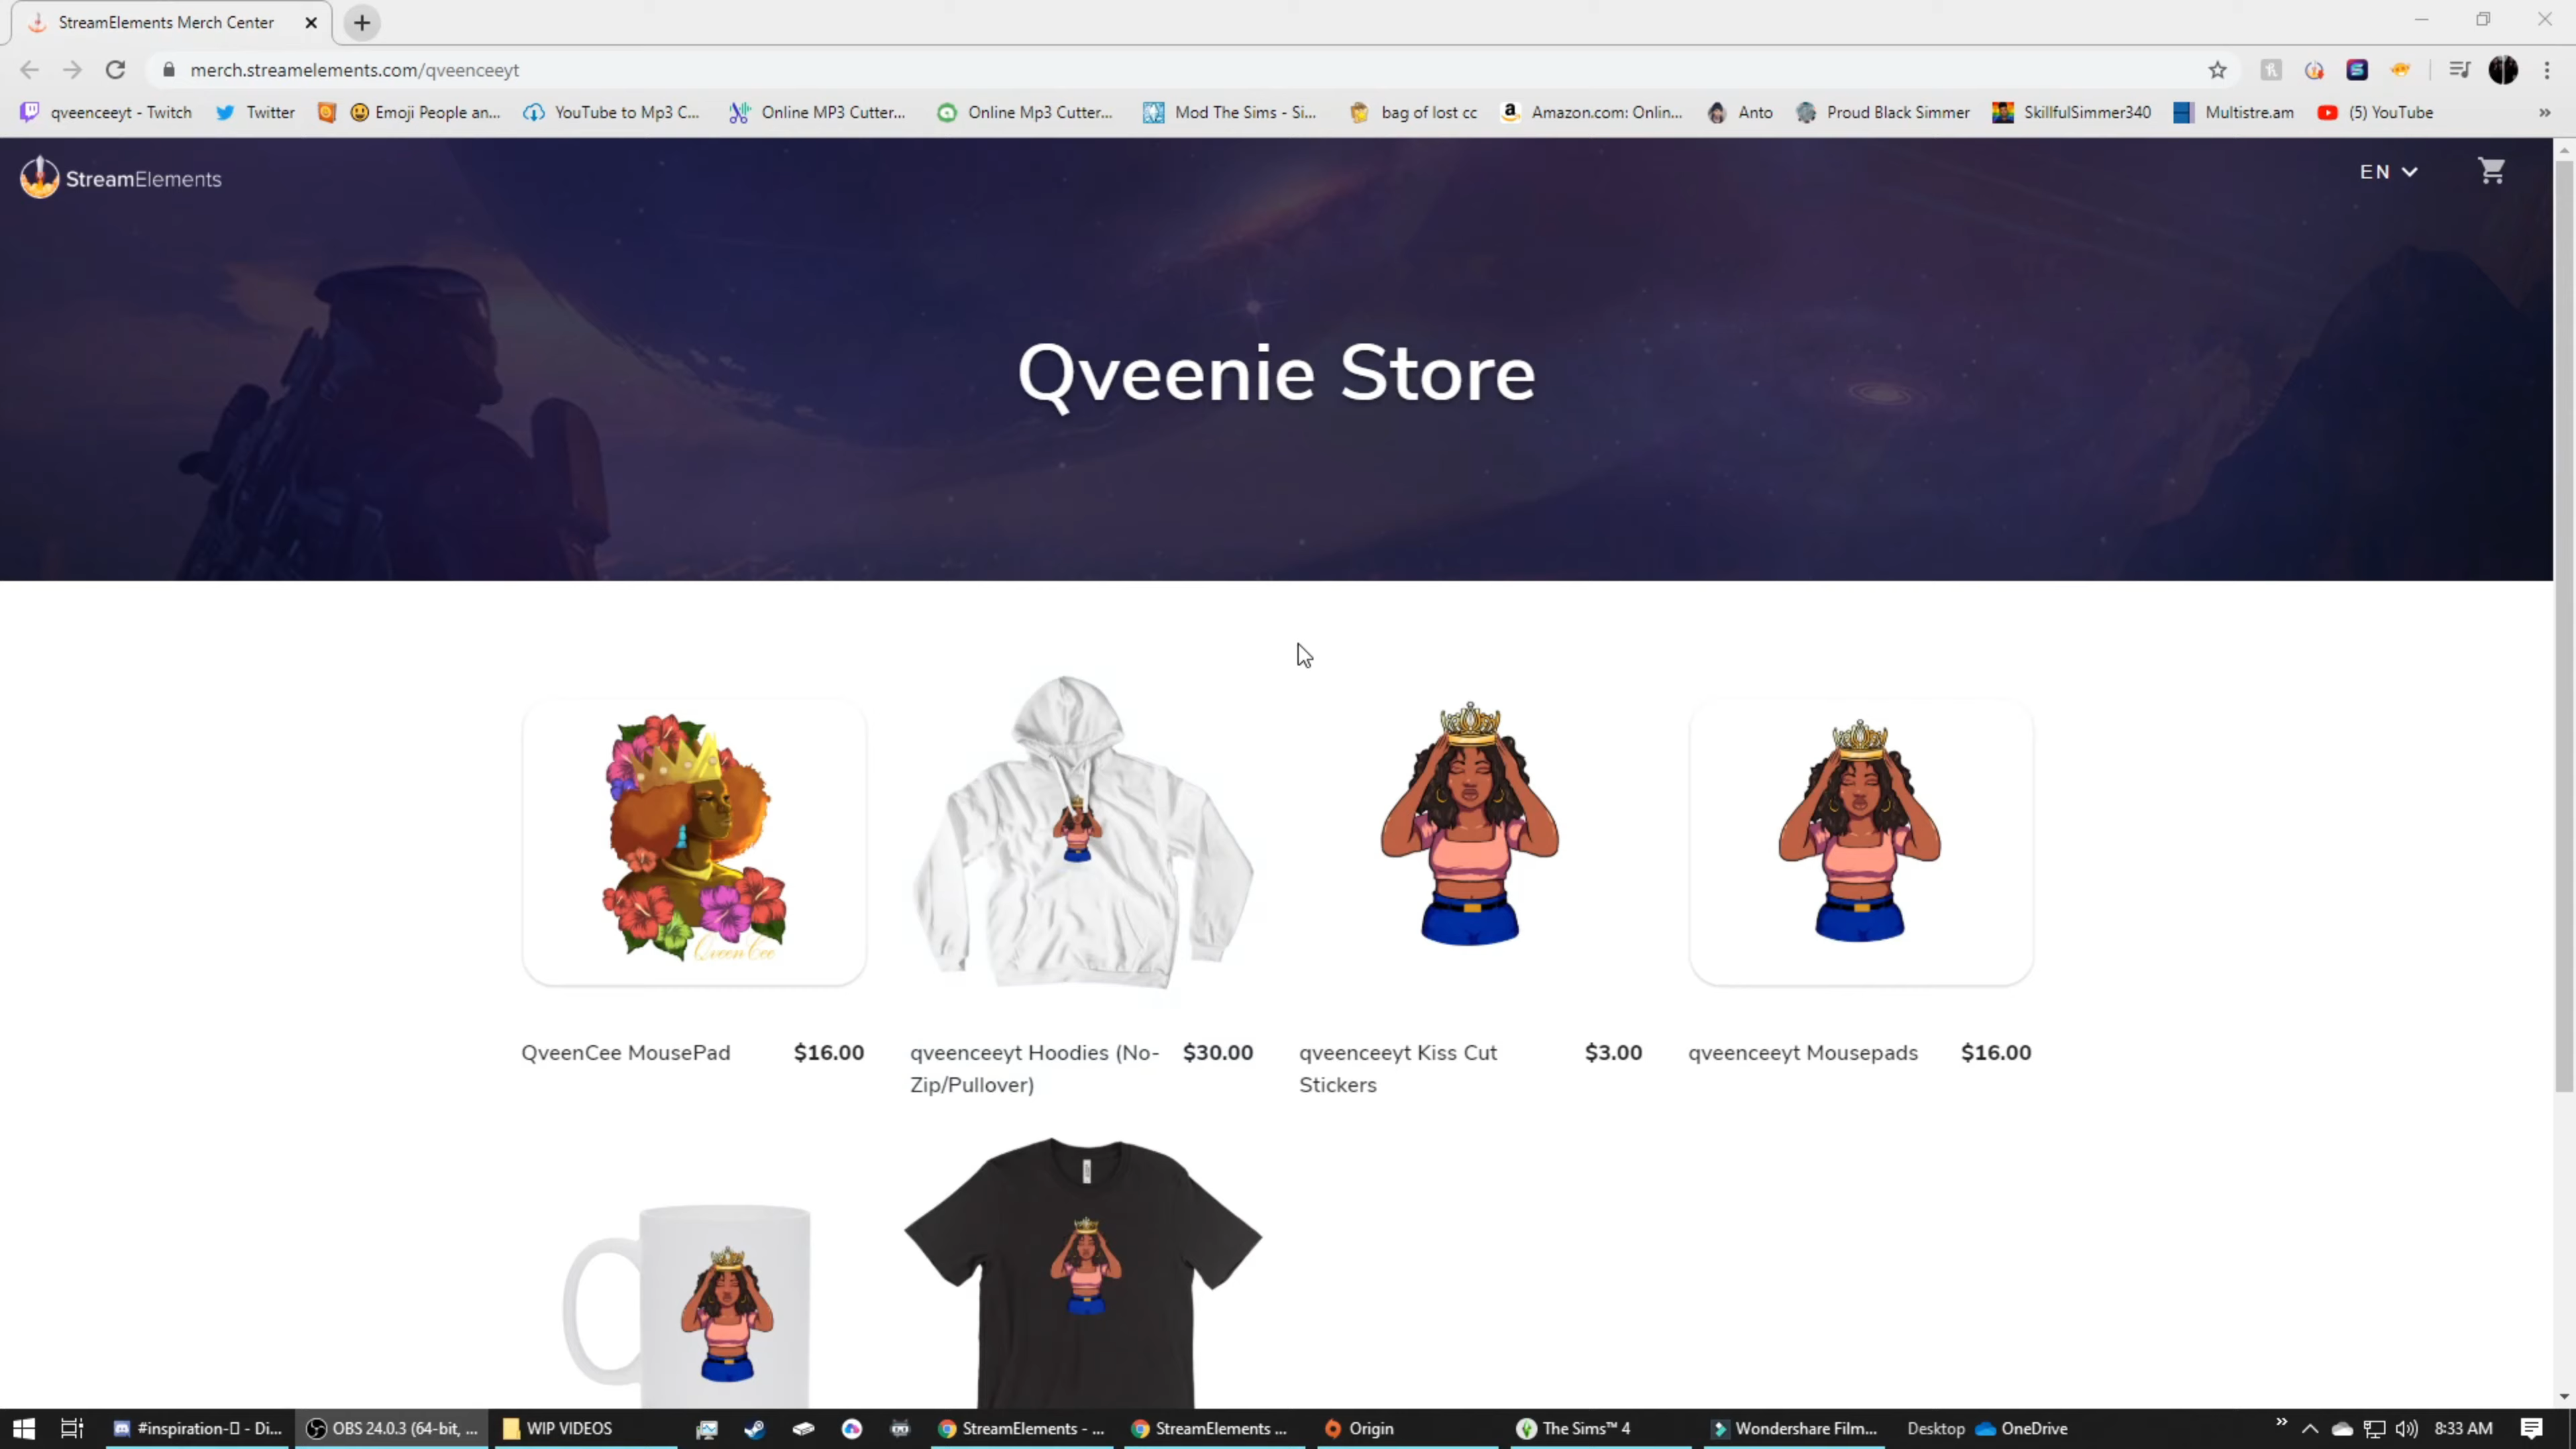 StreamElements Merch Center
merch.streamelements.com/qveenceeyt
qveenceeyt - Twitch Twitter Emoji People an... YouTube to Mp3 C... Online MP3 Cutter... Online Mp3 Cutter... Mod The Sims - Si... bag of lost cc Amazon.com: Onlin... Anto Proud Black Simmer SkillfulSimmer340 Multistre.am (5) YouTube »
StreamElements EN
Qveenie Store
QveenCee
QveenCee MousePad $16.00 qveenceeyt Hoodies (No- $30.00 qveenceeyt Kiss Cut $3.00 qveenceeyt Mousepads $16.00
Zip/Pullover) Stickers
#inspiration-▯ - Di... OBS 24.0.3 (64-bit, ... WIP VIDEOS StreamElements - ... StreamElements ... Origin The Sims™ 4 Wondershare Film... Desktop OneDrive » 8:33 AM